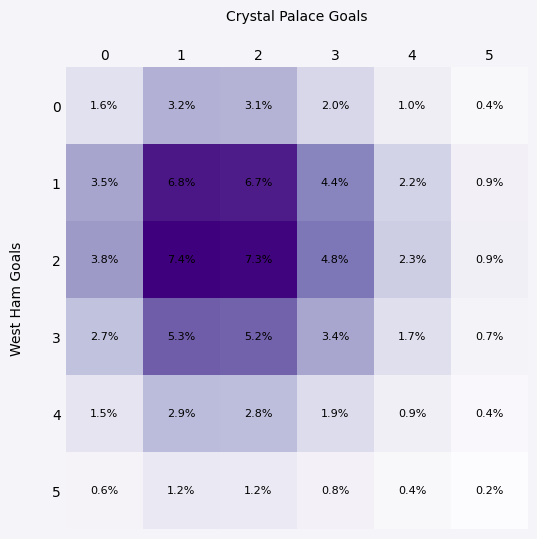 Crystal Palace Goals
0 1 2 3 4 5
0 1.6% 3.2% 3.1% 2.0% 1.0% 0.4%
1 3.5% 6.8% 6.7% 4.4% 2.2% 0.9%
2 3.8% 7.4% 7.3% 4.8% 2.3% 0.9%
3 2.7% 5.3% 5.2% 3.4% 1.7% 0.7%
4 1.5% 2.9% 2.8% 1.9% 0.9% 0.4%
5 0.6% 1.2% 1.2% 0.8% 0.4% 0.2%
West Ham Goals